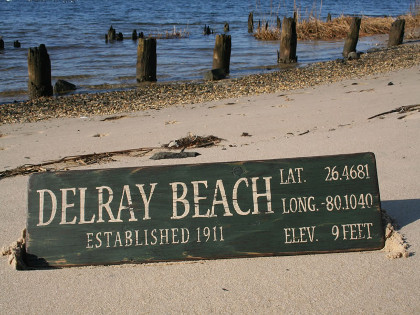 DELRAY BEACH
ESTABLISHED 1911
LAT. 26.4681
LONG. -80.1040
ELEV. 9 FEET